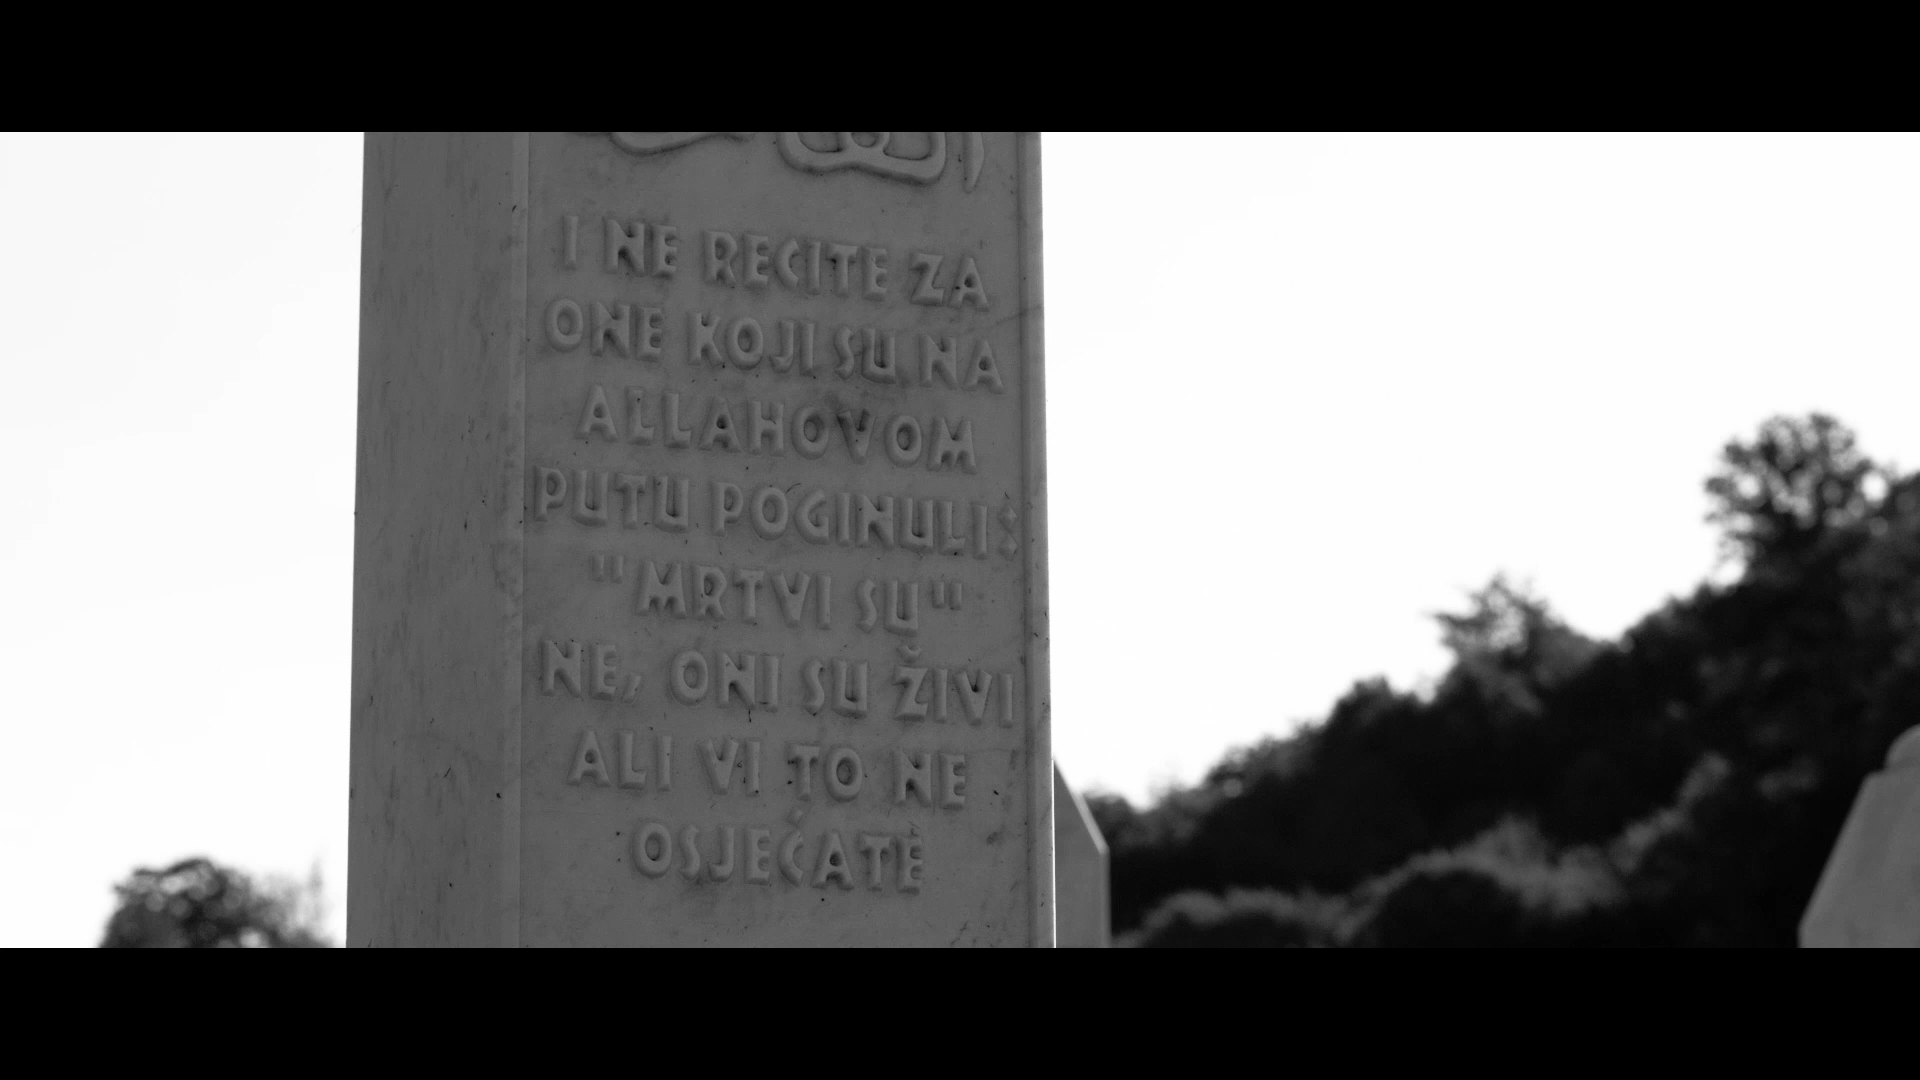 I NE RECITE ZA
ONE KOJI SU NA
ALLAHOVOM
PUTU POGINULI:
"MRTVI SU"
NE, ONI SU ŽIVI
ALI VI TO NE
OSJEĆATE